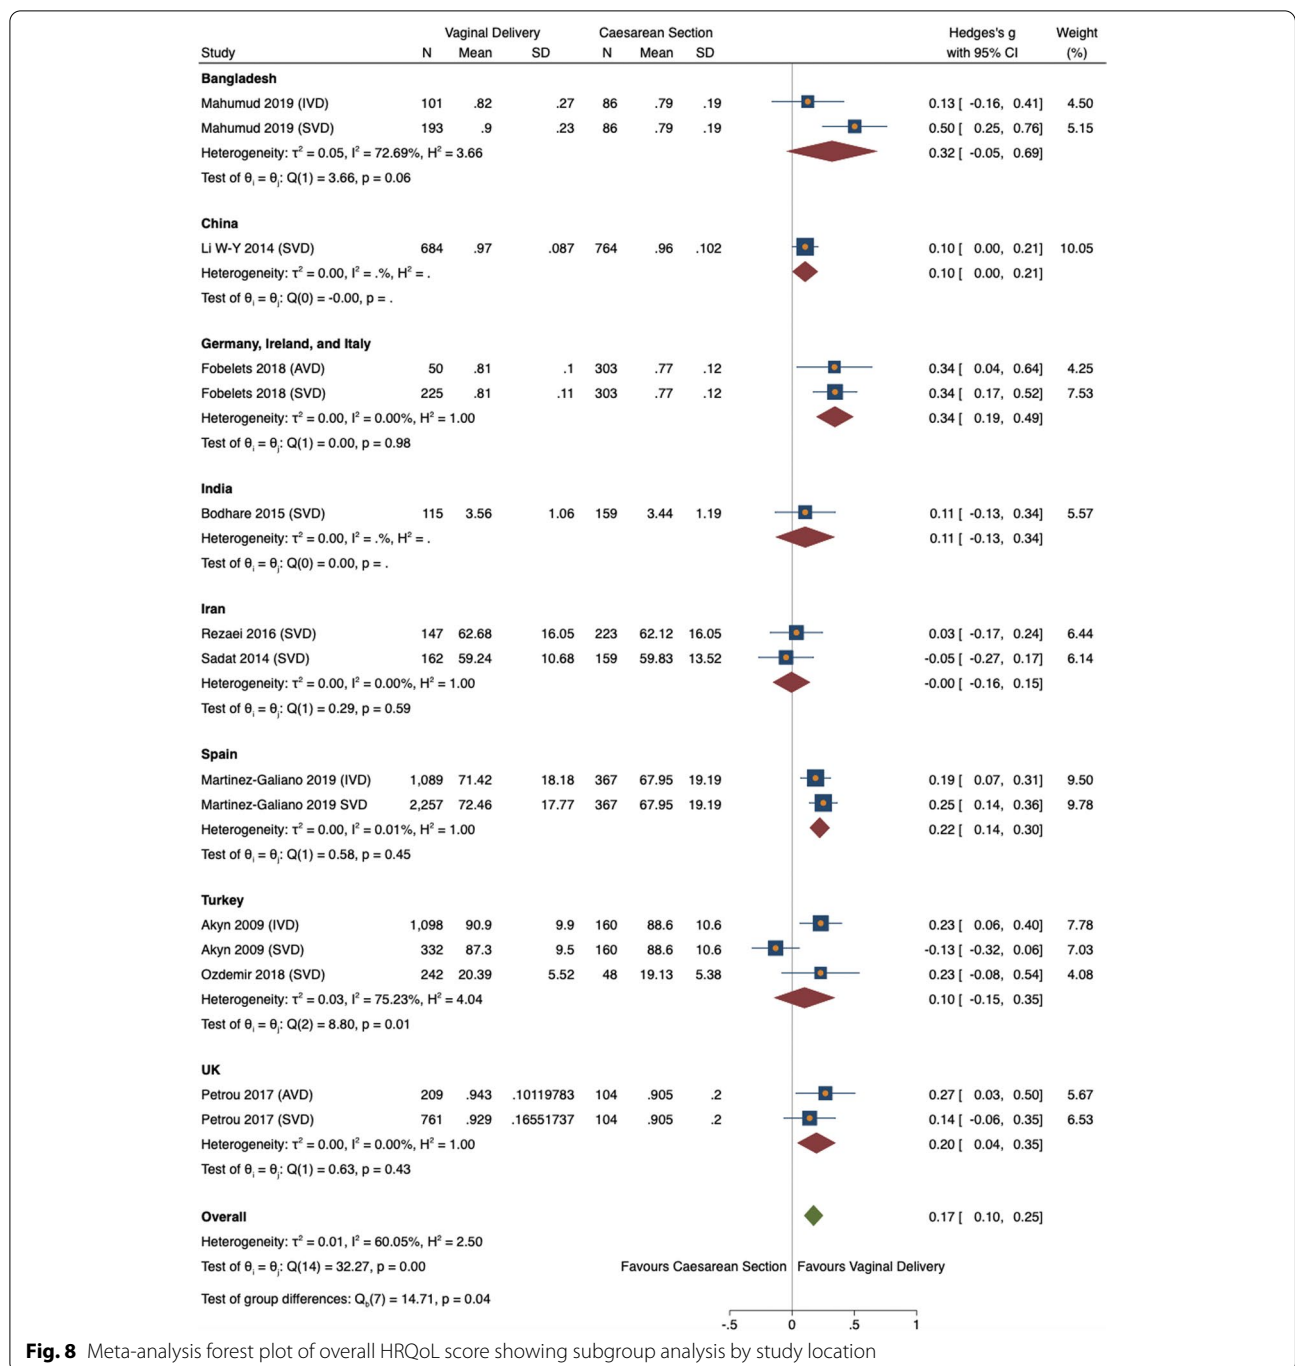 Vaginal Delivery Caesarean Section Hedges's g Weight
Study N Mean SD N Mean SD with 95% CI (%)
Bangladesh
Mahumud 2019 (IVD) 101 .82 .27 86 .79 .19 0.13 [ -0.16, 0.41] 4.50
Mahumud 2019 (SVD) 193 .9 .23 86 .79 .19 0.50 [ 0.25, 0.76] 5.15
Heterogeneity: τ² = 0.05, I² = 72.69%, H² = 3.66 0.32 [ -0.05, 0.69]
Test of θᵢ = θⱼ: Q(1) = 3.66, p = 0.06
China
Li W-Y 2014 (SVD) 684 .97 .087 764 .96 .102 0.10 [ 0.00, 0.21] 10.05
Heterogeneity: τ² = 0.00, I² = .%, H² = . 0.10 [ 0.00, 0.21]
Test of θᵢ = θⱼ: Q(0) = -0.00, p = .
Germany, Ireland, and Italy
Fobelets 2018 (AVD) 50 .81 .1 303 .77 .12 0.34 [ 0.04, 0.64] 4.25
Fobelets 2018 (SVD) 225 .81 .11 303 .77 .12 0.34 [ 0.17, 0.52] 7.53
Heterogeneity: τ² = 0.00, I² = 0.00%, H² = 1.00 0.34 [ 0.19, 0.49]
Test of θᵢ = θⱼ: Q(1) = 0.00, p = 0.98
India
Bodhare 2015 (SVD) 115 3.56 1.06 159 3.44 1.19 0.11 [ -0.13, 0.34] 5.57
Heterogeneity: τ² = 0.00, I² = .%, H² = . 0.11 [ -0.13, 0.34]
Test of θᵢ = θⱼ: Q(0) = 0.00, p = .
Iran
Rezaei 2016 (SVD) 147 62.68 16.05 223 62.12 16.05 0.03 [ -0.17, 0.24] 6.44
Sadat 2014 (SVD) 162 59.24 10.68 159 59.83 13.52 -0.05 [ -0.27, 0.17] 6.14
Heterogeneity: τ² = 0.00, I² = 0.00%, H² = 1.00 -0.00 [ -0.16, 0.15]
Test of θᵢ = θⱼ: Q(1) = 0.29, p = 0.59
Spain
Martinez-Galiano 2019 (IVD) 1,089 71.42 18.18 367 67.95 19.19 0.19 [ 0.07, 0.31] 9.50
Martinez-Galiano 2019 SVD 2,257 72.46 17.77 367 67.95 19.19 0.25 [ 0.14, 0.36] 9.78
Heterogeneity: τ² = 0.00, I² = 0.01%, H² = 1.00 0.22 [ 0.14, 0.30]
Test of θᵢ = θⱼ: Q(1) = 0.58, p = 0.45
Turkey
Akyn 2009 (IVD) 1,098 90.9 9.9 160 88.6 10.6 0.23 [ 0.06, 0.40] 7.78
Akyn 2009 (SVD) 332 87.3 9.5 160 88.6 10.6 -0.13 [ -0.32, 0.06] 7.03
Ozdemir 2018 (SVD) 242 20.39 5.52 48 19.13 5.38 0.23 [ -0.08, 0.54] 4.08
Heterogeneity: τ² = 0.03, I² = 75.23%, H² = 4.04 0.10 [ -0.15, 0.35]
Test of θᵢ = θⱼ: Q(2) = 8.80, p = 0.01
UK
Petrou 2017 (AVD) 209 .943 .10119783 104 .905 .2 0.27 [ 0.03, 0.50] 5.67
Petrou 2017 (SVD) 761 .929 .16551737 104 .905 .2 0.14 [ -0.06, 0.35] 6.53
Heterogeneity: τ² = 0.00, I² = 0.00%, H² = 1.00 0.20 [ 0.04, 0.35]
Test of θᵢ = θⱼ: Q(1) = 0.63, p = 0.43
Overall 0.17 [ 0.10, 0.25]
Heterogeneity: τ² = 0.01, I² = 60.05%, H² = 2.50
Test of θᵢ = θⱼ: Q(14) = 32.27, p = 0.00 Favours Caesarean Section Favours Vaginal Delivery
Test of group differences: Q_b(7) = 14.71, p = 0.04
-.5 0 .5 1
Fig. 8 Meta-analysis forest plot of overall HRQoL score showing subgroup analysis by study location